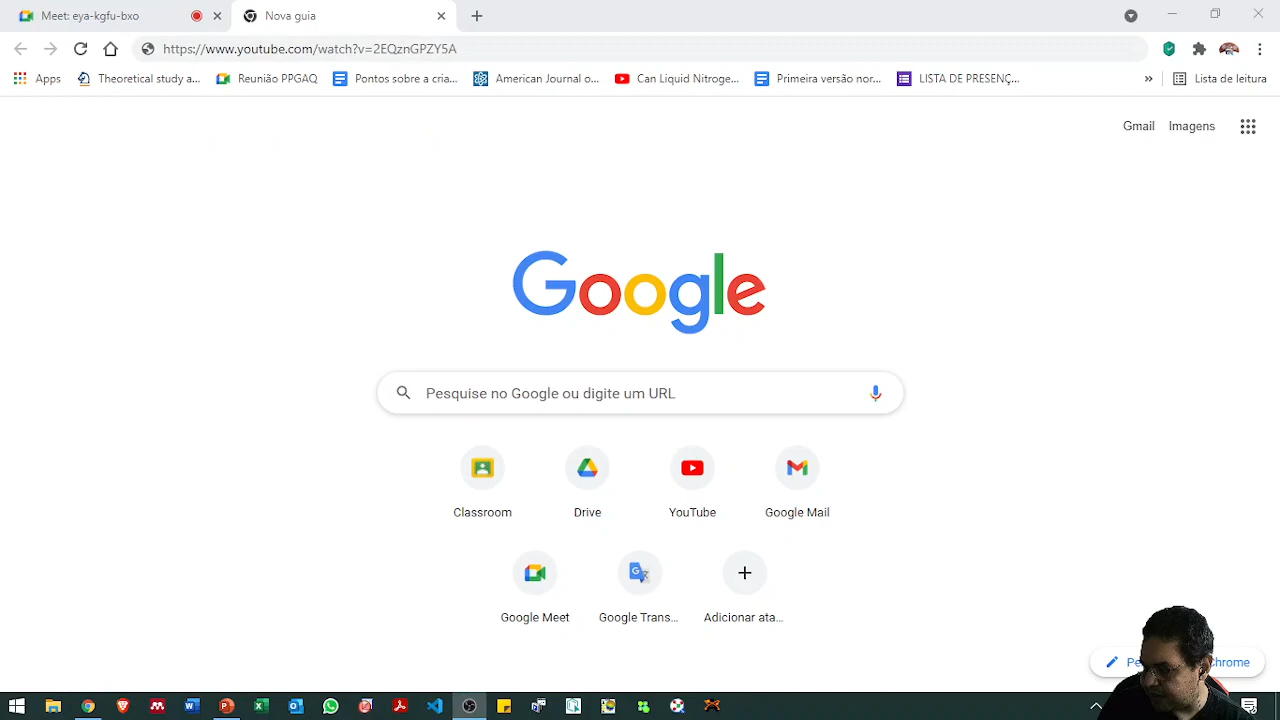 Meet: eya-kgfu-bxo
Nova guia
https://www.youtube.com/watch?v=2EQznGPZY5A
Apps
Theoretical study a...
Reunião PPGAQ
Pontos sobre a cria...
American Journal o...
Can Liquid Nitroge...
Primeira versão nor...
LISTA DE PRESENÇ...
Lista de leitura
Gmail
Imagens
Google
Pesquise no Google ou digite um URL
Classroom
Drive
YouTube
Google Mail
Google Meet
Google Trans...
Adicionar ata...
Pe
hrome